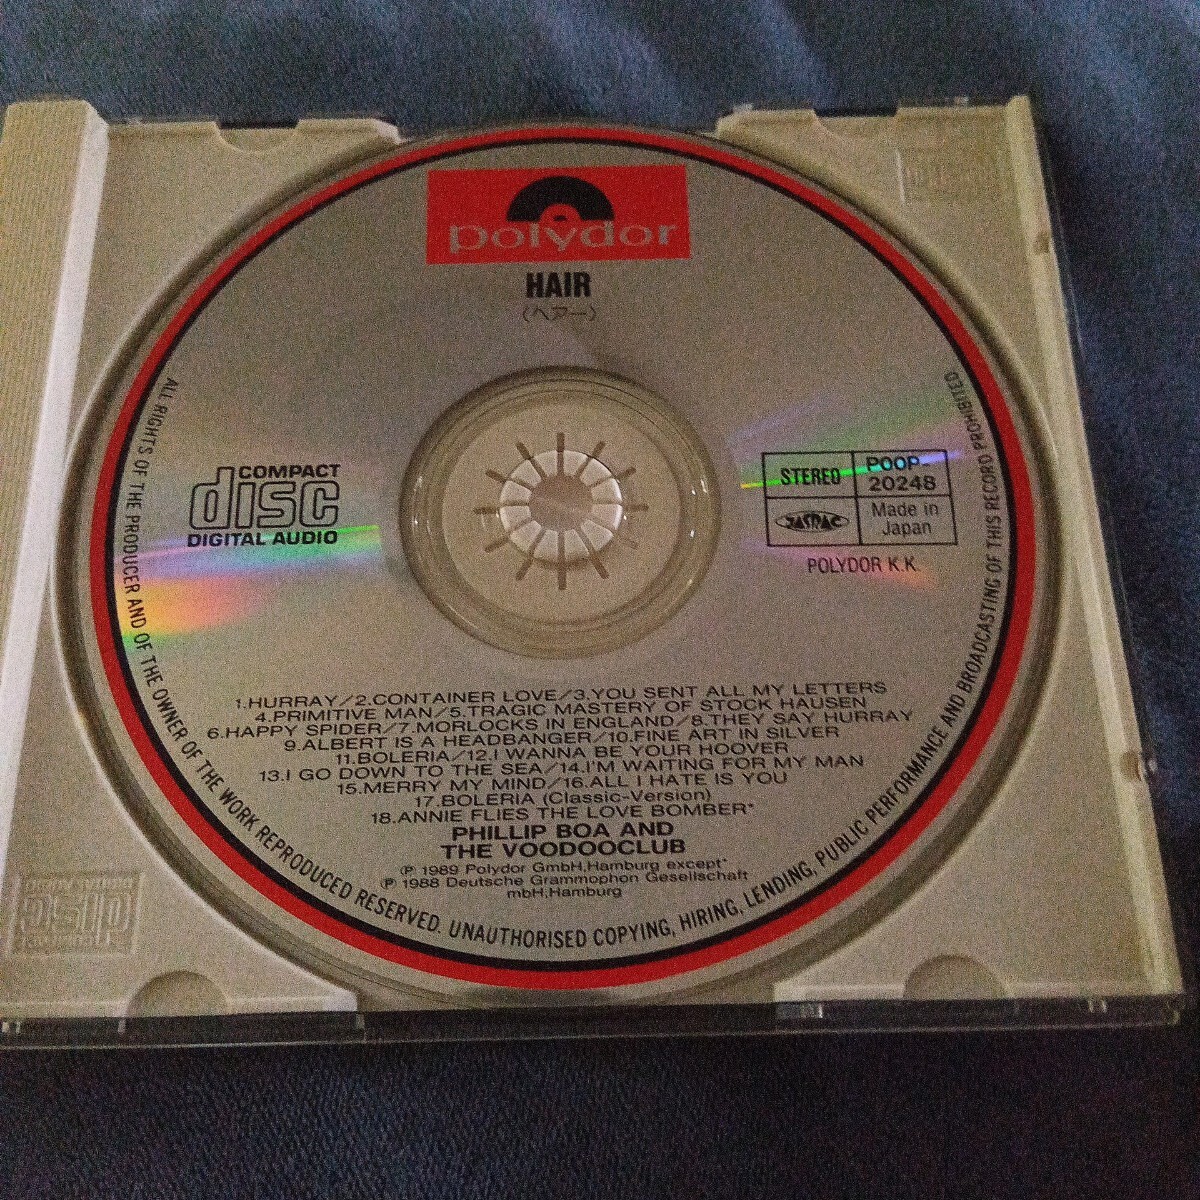 polydor
HAIR
(ヘアー)
COMPACT
disc
DIGITAL AUDIO
STEREO
POOP-
20248
JASRAC
Made in
Japan
POLYDOR K.K.
1.HURRAY/2.CONTAINER LOVE/3.YOU SENT ALL MY LETTERS
4.PRIMITIVE MAN/5.TRAGIC MASTERY OF STOCK HAUSEN
6.HAPPY SPIDER/7.MORLOCKS IN ENGLAND/8.THEY SAY HURRAY
9.ALBERT IS A HEADBANGER/10.FINE ART IN SILVER
11.BOLERIA/12.I WANNA BE YOUR HOOVER
13.I GO DOWN TO THE SEA/14.I'M WAITING FOR MY MAN
15.MERRY MY MIND/16.ALL I HATE IS YOU
17.BOLERIA (Classic-Version)
18.ANNIE FLIES THE LOVE BOMBER*
PHILLIP BOA AND
THE VOODOOCLUB
Ⓟ 1989 Polydor GmbH,Hamburg except*
Ⓟ 1988 Deutsche Grammophon Gesellschaft
mbH,Hamburg
ALL RIGHTS OF THE PRODUCER AND OF THE OWNER OF THE WORK REPRODUCED RESERVED. UNAUTHORISED COPYING, HIRING, LENDING, PUBLIC PERFORMANCE AND BROADCASTING OF THIS RECORD PROHIBITED.
disc